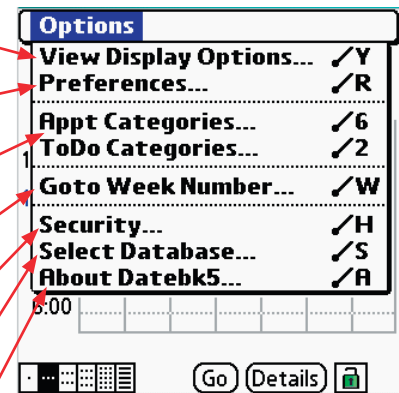 Options
View Display Options... /Y
Preferences... /R
Appt Categories... /6
ToDo Categories... /2
Goto Week Number... /W
Security... /H
Select Database... /S
About Datebk5... /A
6:00
Go Details